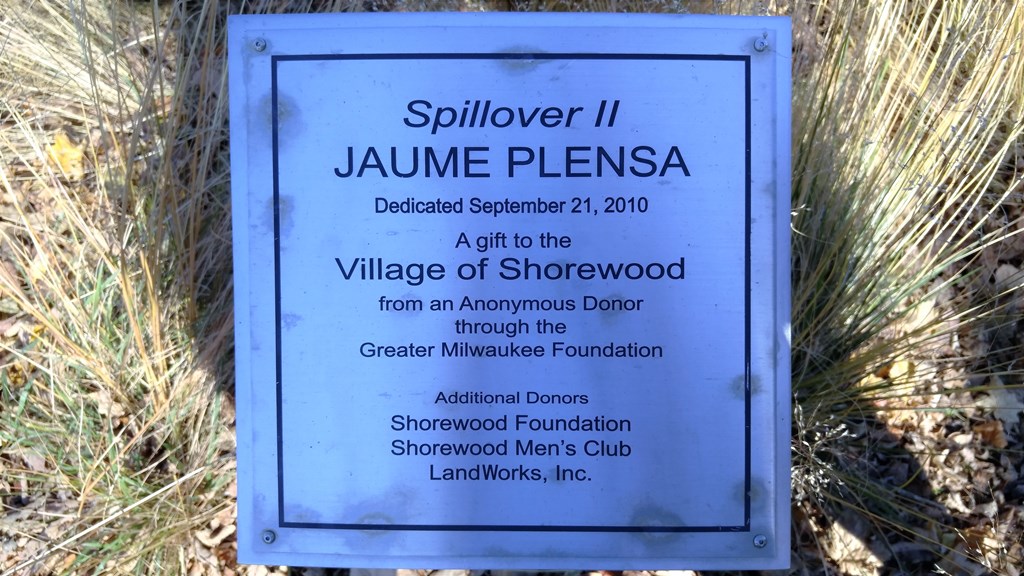 Spillover II
JAUME PLENSA
Dedicated September 21, 2010
A gift to the
Village of Shorewood
from an Anonymous Donor
through the
Greater Milwaukee Foundation
Additional Donors
Shorewood Foundation
Shorewood Men's Club
LandWorks, Inc.